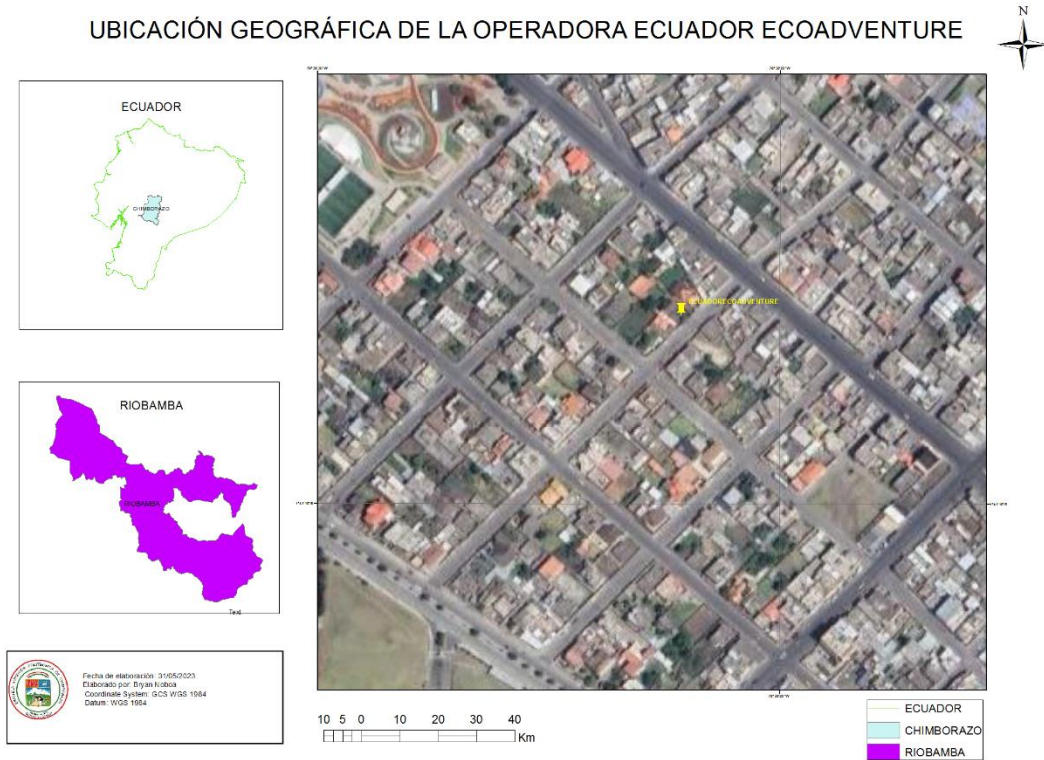 UBICACIÓN GEOGRÁFICA DE LA OPERADORA ECUADOR ECOADVENTURE
N
ECUADOR
CHIMBORAZO
ECUADORECOADVENTURE
RIOBAMBA
RIOBAMBA
Text
Fecha de elaboración: 31/05/2023
Elaborado por: Bryan Noboa
Coordinate System: GCS WGS 1984
Datum: WGS 1984
10 5 0 10 20 30 40
Km
ECUADOR
CHIMBORAZO
RIOBAMBA